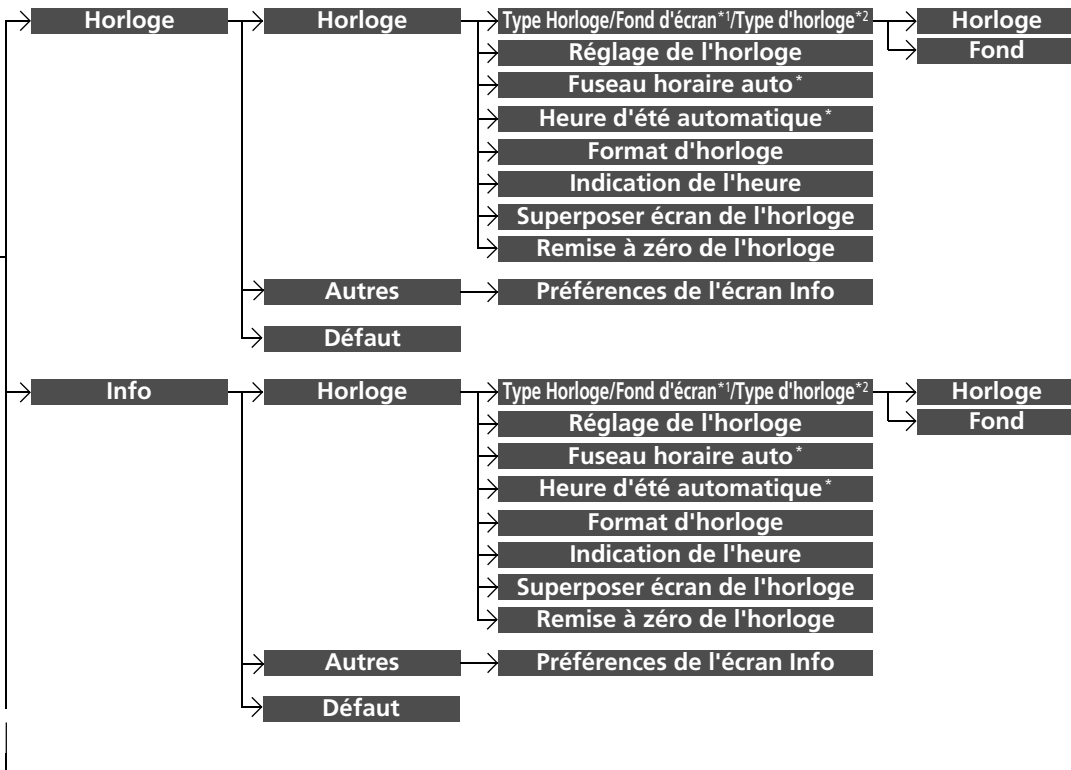 Horloge
Horloge
Type Horloge/Fond d'écran*1/Type d'horloge*2
Horloge
Fond
Réglage de l'horloge
Fuseau horaire auto*
Heure d'été automatique*
Format d'horloge
Indication de l'heure
Superposer écran de l'horloge
Remise à zéro de l'horloge
Autres
Préférences de l'écran Info
Défaut
Info
Horloge
Type Horloge/Fond d'écran*1/Type d'horloge*2
Horloge
Fond
Réglage de l'horloge
Fuseau horaire auto*
Heure d'été automatique*
Format d'horloge
Indication de l'heure
Superposer écran de l'horloge
Remise à zéro de l'horloge
Autres
Préférences de l'écran Info
Défaut